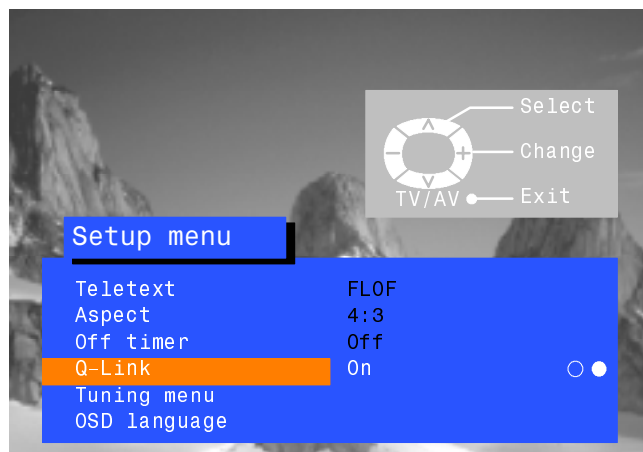 Select
Change
TV/AV Exit
Setup menu
Teletext FLOF
Aspect 4:3
Off timer Off
Q-Link On
Tuning menu
OSD language